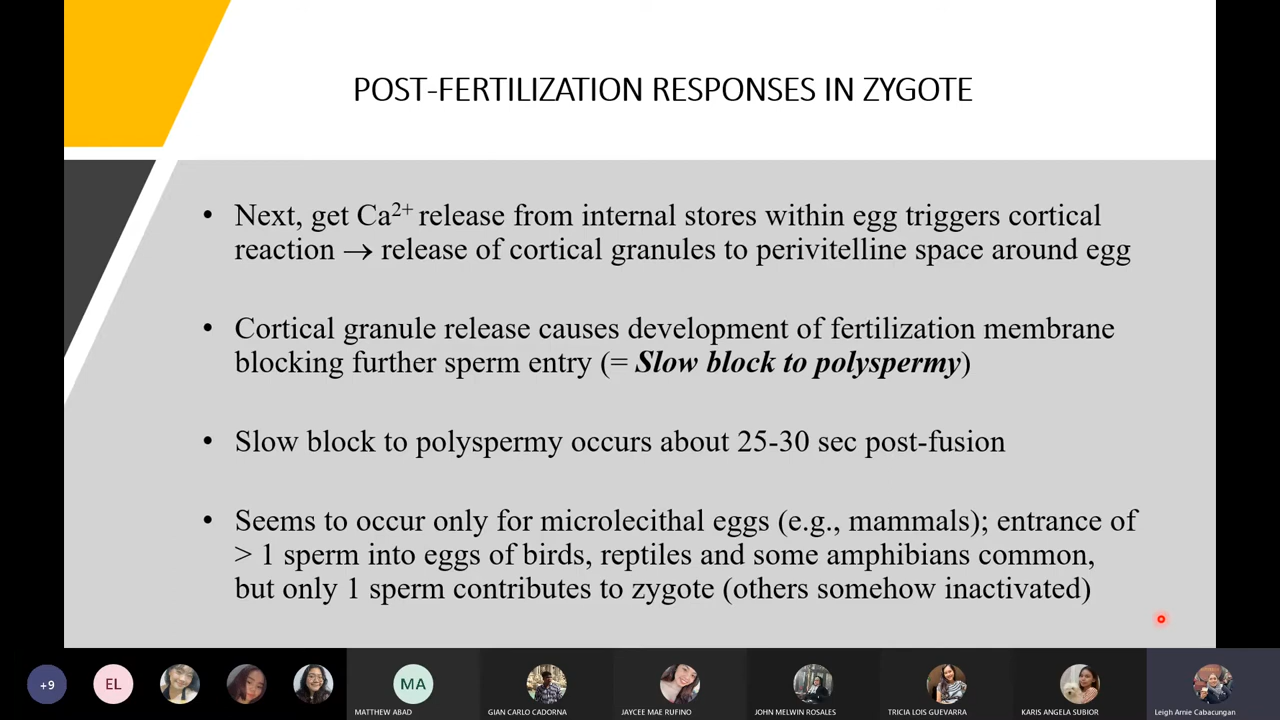 POST-FERTILIZATION RESPONSES IN ZYGOTE
• Next, get Ca²⁺ release from internal stores within egg triggers cortical
reaction → release of cortical granules to perivitelline space around egg
• Cortical granule release causes development of fertilization membrane
blocking further sperm entry (= Slow block to polyspermy)
• Slow block to polyspermy occurs about 25-30 sec post-fusion
• Seems to occur only for microlecithal eggs (e.g., mammals); entrance of
> 1 sperm into eggs of birds, reptiles and some amphibians common,
but only 1 sperm contributes to zygote (others somehow inactivated)
+9
EL
MA
MATTHEW ABAD
GIAN CARLO CADORNA
JAYCEE MAE RUFINO
JOHN MELWIN ROSALES
TRICIA LOIS GUEVARRA
KARIS ANGELA SUBIOR
Leigh Arnie Cabacungan